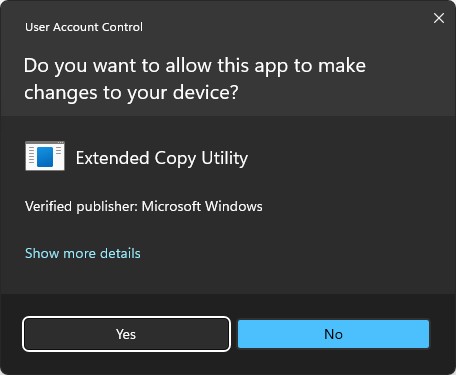 User Account Control
Do you want to allow this app to make
changes to your device?
Extended Copy Utility
Verified publisher: Microsoft Windows
Show more details
Yes
No